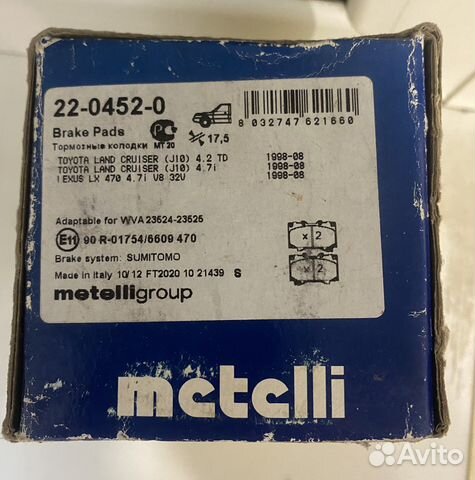 22-0452-0
Brake Pads
Тормозные колодки
МТ 20
17,5
8 032747 621660
TOYOTA LAND CRUISER (J10) 4.2 TD 1998-08
TOYOTA LAND CRUISER (J10) 4.7i 1998-08
LEXUS LX 470 4.7i V8 32V 1998-08
Adaptable for WVA 23524-23525
E11 90 R-01754/6609 470
x 2
Brake system: SUMITOMO
x 2
Made in Italy 10/12 FT2020 10 21439 S
metelligroup
metelli
Avito